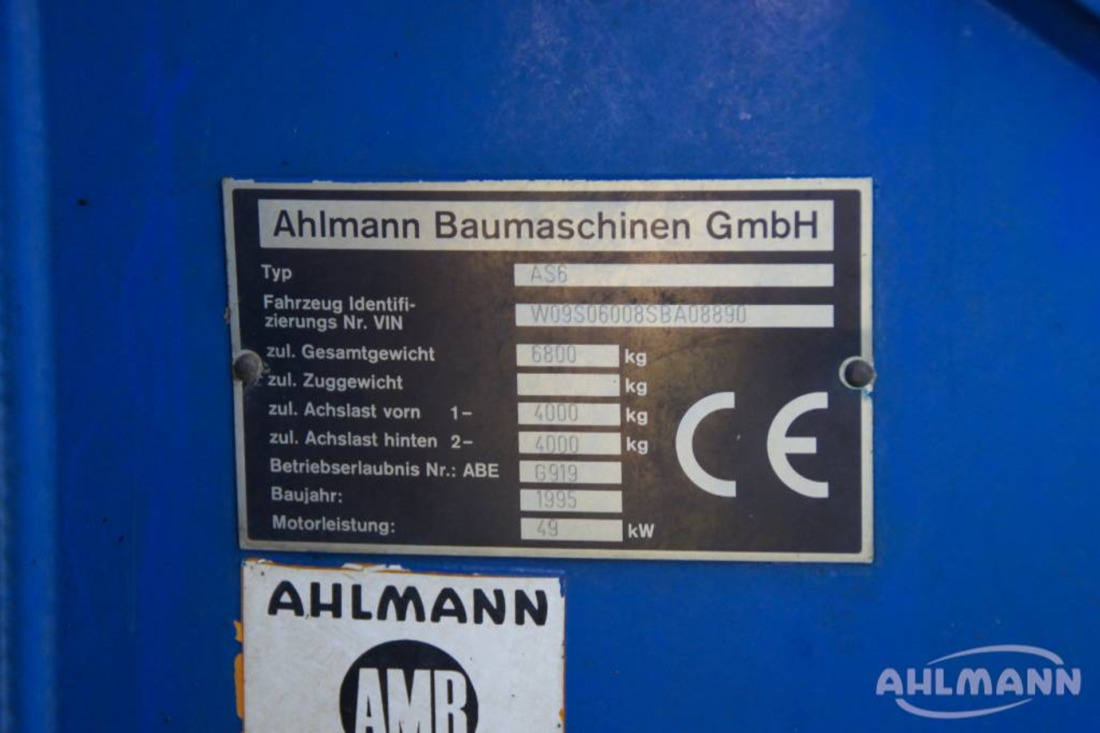 Ahlmann Baumaschinen GmbH
Typ AS6
Fahrzeug Identifi-
zierungs Nr. VIN W09S06008SBA08890
zul. Gesamtgewicht 6800 kg
zul. Zuggewicht kg
zul. Achslast vorn 1- 4000 kg
zul. Achslast hinten 2- 4000 kg
Betriebserlaubnis Nr.: ABE G919
Baujahr: 1995
Motorleistung: 49 kW
CE
AHLMANN
AMB
AHLMANN